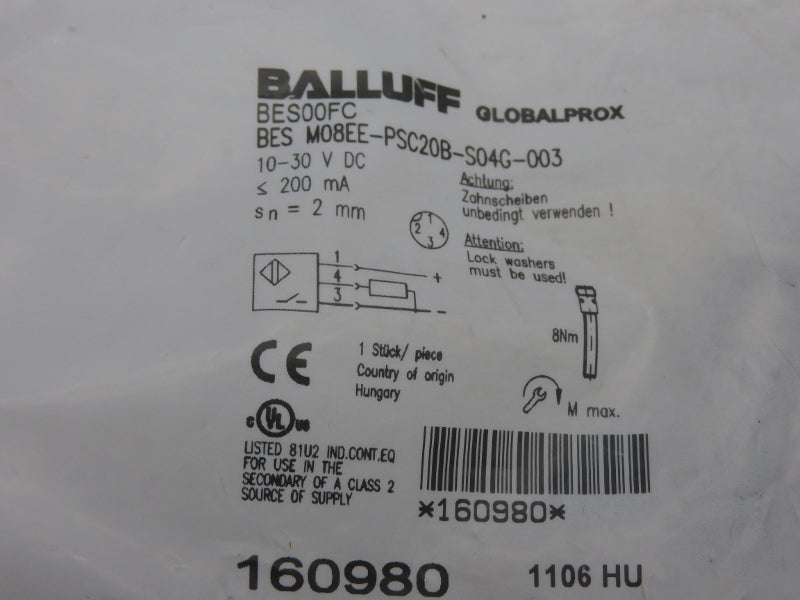 BALLUFF GLOBALPROX
BES00FC
BES M08EE-PSC20B-S04G-003
10-30 V DC
≤ 200 mA
sn = 2 mm
Achtung:
Zahnscheiben
unbedingt verwenden !
1
2 4
3
Attention:
Lock washers
must be used!
1
+
4
3
-
8Nm
M max.
CE
1 Stück/ piece
Country of origin
Hungary
c UL us
LISTED 81U2 IND.CONT.EQ
FOR USE IN THE
SECONDARY OF A CLASS 2
SOURCE OF SUPPLY
*160980*
160980 1106 HU